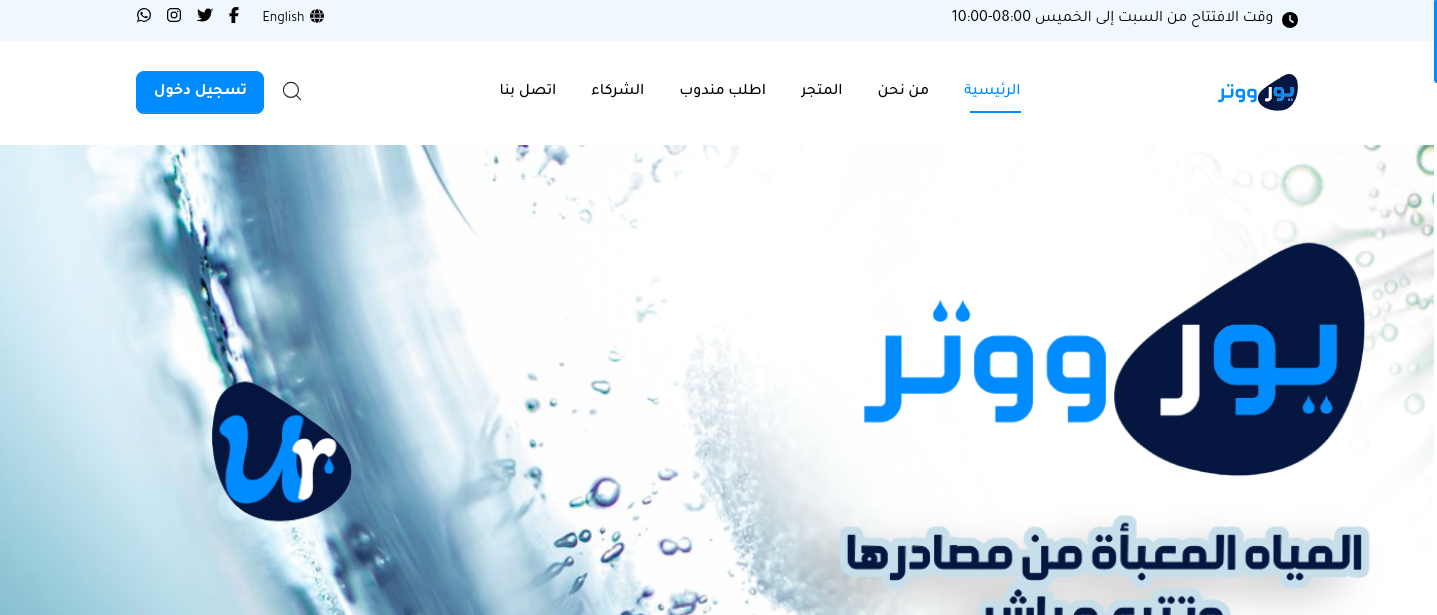 وقت الافتتاح من السبت إلى الخميس 08:00-10:00
English
يور ووتر
الرئيسية
من نحن
المتجر
اطلب مندوب
الشركاء
اتصل بنا
تسجيل دخول
يور ووتر
Ur
المياه المعبأة من مصادرها